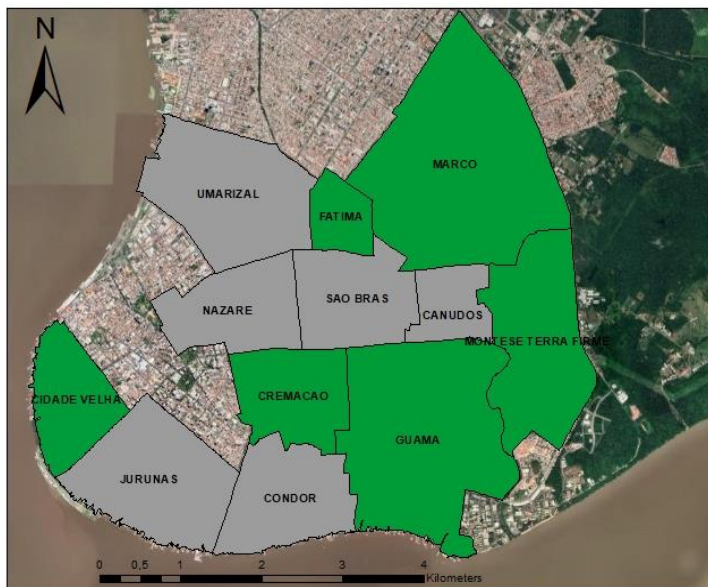 N
MARCO
UMARIZAL
FATIMA
SAO BRAS
NAZARE
CANUDOS
MONTESE TERRA FIRME
CREMACAO
CIDADE VELHA
GUAMA
JURUNAS
CONDOR
0 0,5 1 2 3 4
Kilometers